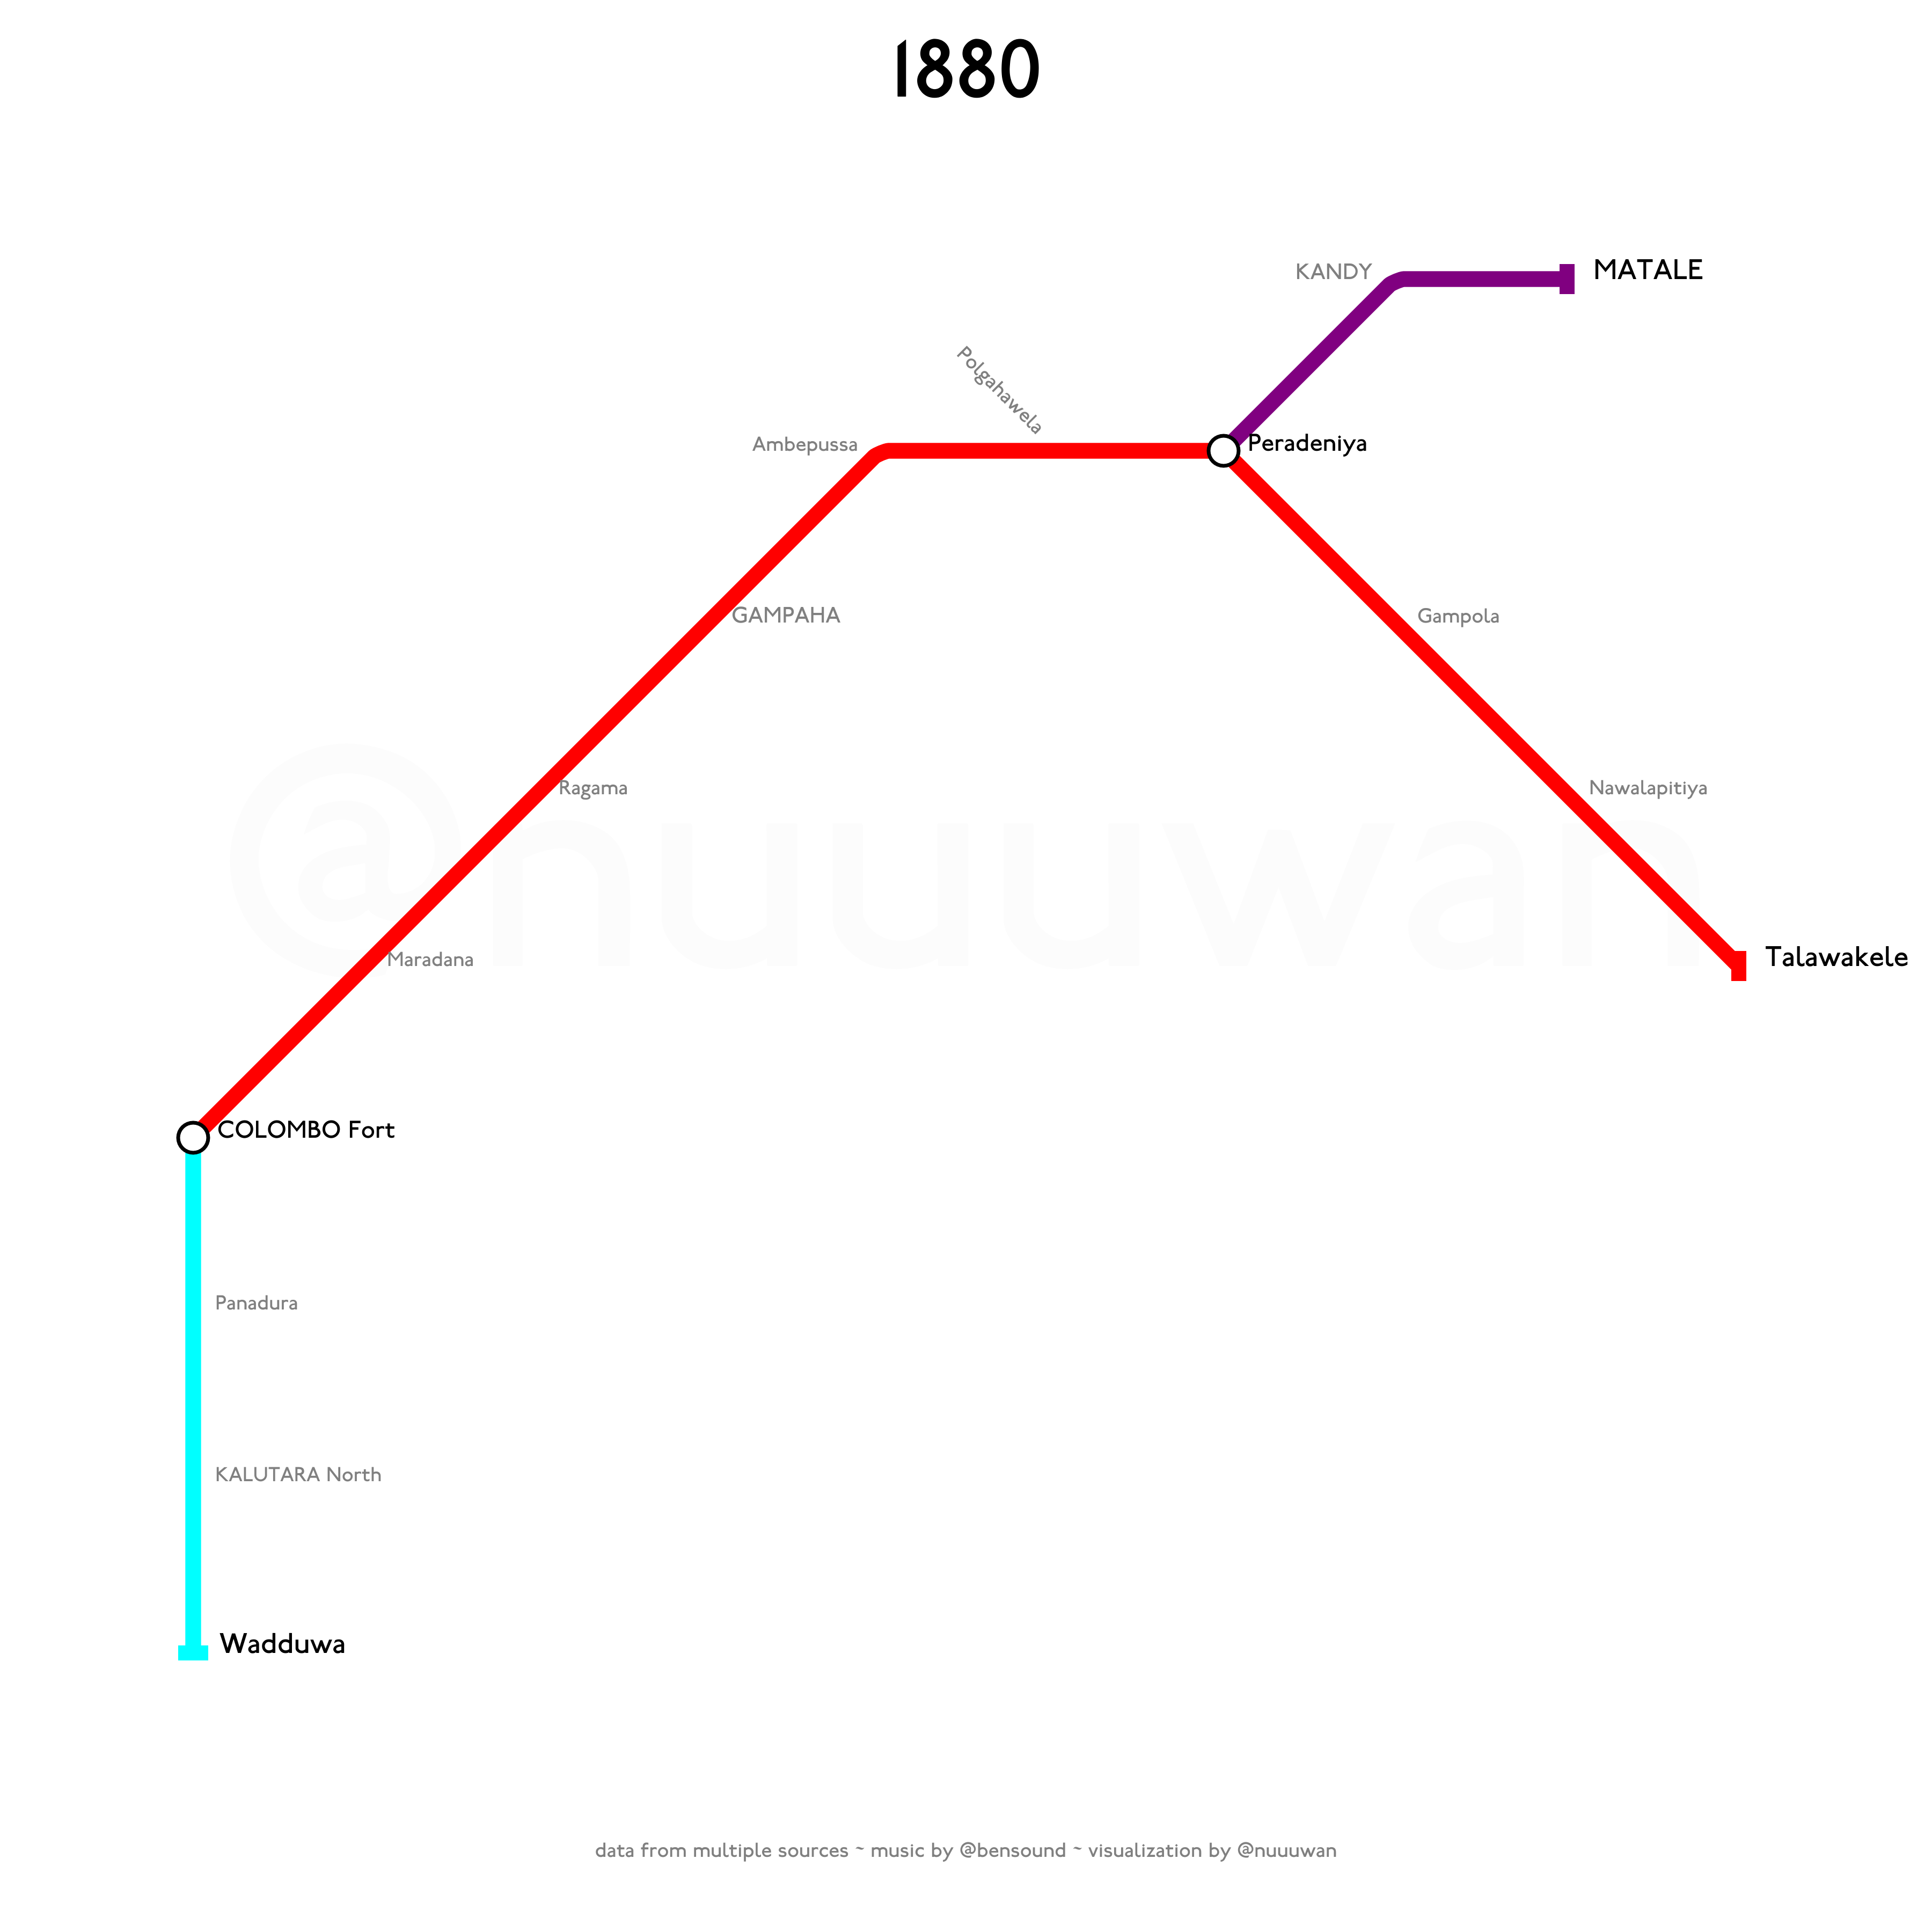 1880
KANDY
MATALE
Polgahawela
Ambepussa
Peradeniya
GAMPAHA
Gampola
Ragama
Nawalapitiya
@nuuuwan
Maradana
Talawakele
COLOMBO Fort
Panadura
KALUTARA North
Wadduwa
data from multiple sources ~ music by @bensound ~ visualization by @nuuuwan